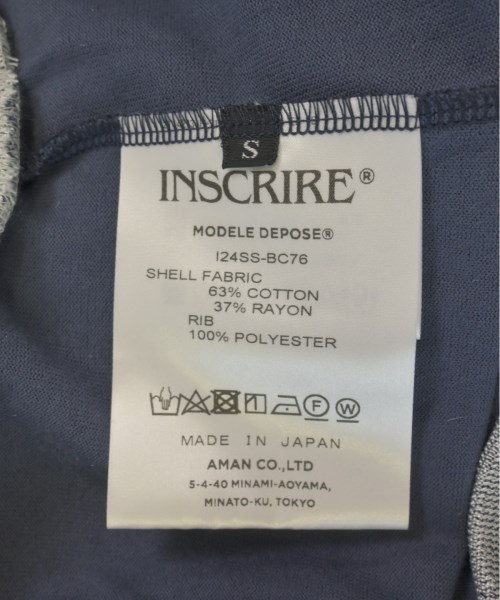 S
INSCRIRE®
MODELE DEPOSE®
I24SS-BC76
SHELL FABRIC
63% COTTON
37% RAYON
RIB
100% POLYESTER
F W
MADE IN JAPAN
AMAN CO.,LTD
5-4-40 MINAMI-AOYAMA,
MINATO-KU, TOKYO